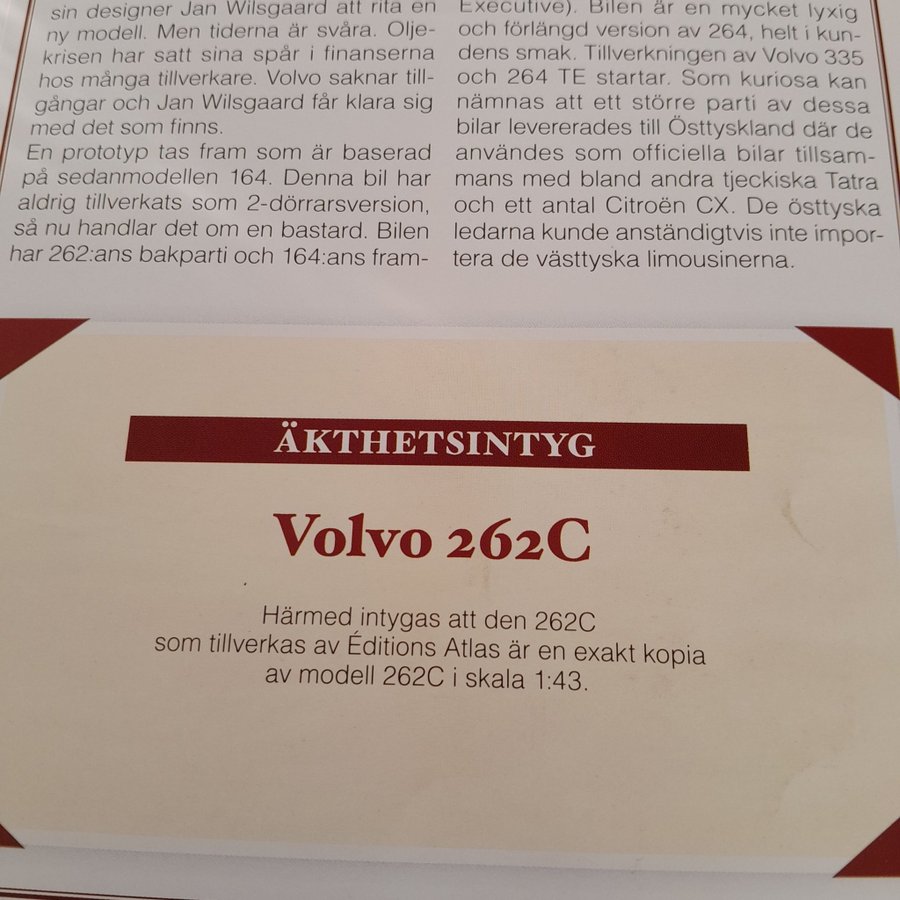 sin designer Jan Wilsgaard att rita en
ny modell. Men tiderna är svåra. Olje-
krisen har satt sina spår i finanserna
hos många tillverkare. Volvo saknar till-
gångar och Jan Wilsgaard får klara sig
med det som finns.
En prototyp tas fram som är baserad
på sedanmodellen 164. Denna bil har
aldrig tillverkats som 2-dörrarsversion,
så nu handlar det om en bastard. Bilen
har 262:ans bakparti och 164:ans fram-
Executive). Bilen är en mycket lyxig
och förlängd version av 264, helt i kun-
dens smak. Tillverkningen av Volvo 335
och 264 TE startar. Som kuriosa kan
nämnas att ett större parti av dessa
bilar levererades till Östtyskland där de
användes som officiella bilar tillsam-
mans med bland andra tjeckiska Tatra
och ett antal Citroën CX. De östtyska
ledarna kunde anständigtvis inte impor-
tera de västtyska limousinerna.
ÄKTHETSINTYG
Volvo 262C
Härmed intygas att den 262C
som tillverkas av Éditions Atlas är en exakt kopia
av modell 262C i skala 1:43.